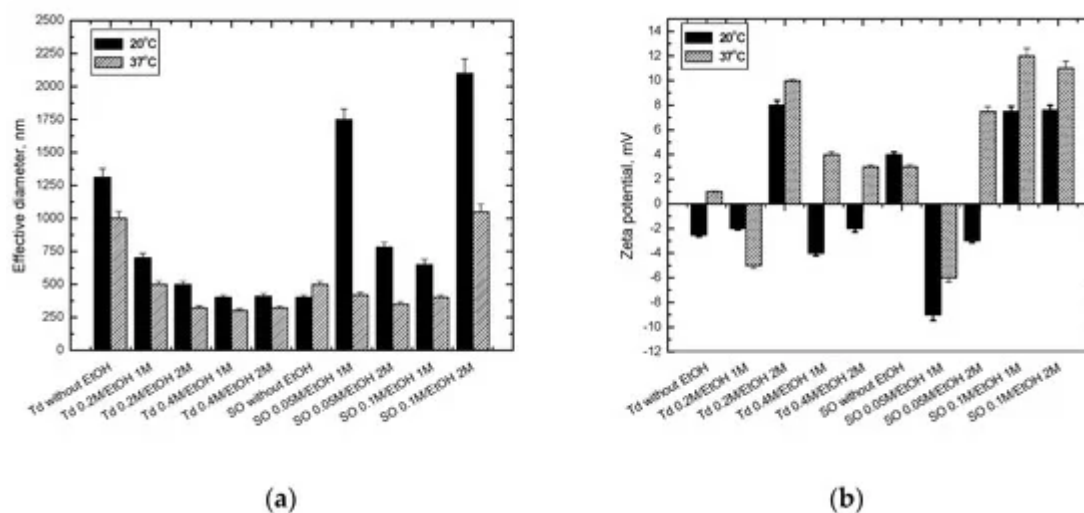 2500
2250
2000
1750
1500
1250
1000
750
500
250
0
Effective diameter, nm
20°C
37°C
Td without EtOH
Td 0.2M/EtOH 1M
Td 0.2M/EtOH 2M
Td 0.4M/EtOH 1M
Td 0.4M/EtOH 2M
SO without EtOH
SO 0.05M/EtOH 1M
SO 0.05M/EtOH 2M
SO 0.1M/EtOH 1M
SO 0.1M/EtOH 2M
(a)
14
12
10
8
6
4
2
0
-2
-4
-6
-8
-10
-12
Zeta potential, mV
20°C
37°C
Td without EtOH
Td 0.2M/EtOH 1M
Td 0.2M/EtOH 2M
Td 0.4M/EtOH 1M
Td 0.4M/EtOH 2M
SO without EtOH
SO 0.05M/EtOH 1M
SO 0.05M/EtOH 2M
SO 0.1M/EtOH 1M
SO 0.1M/EtOH 2M
(b)